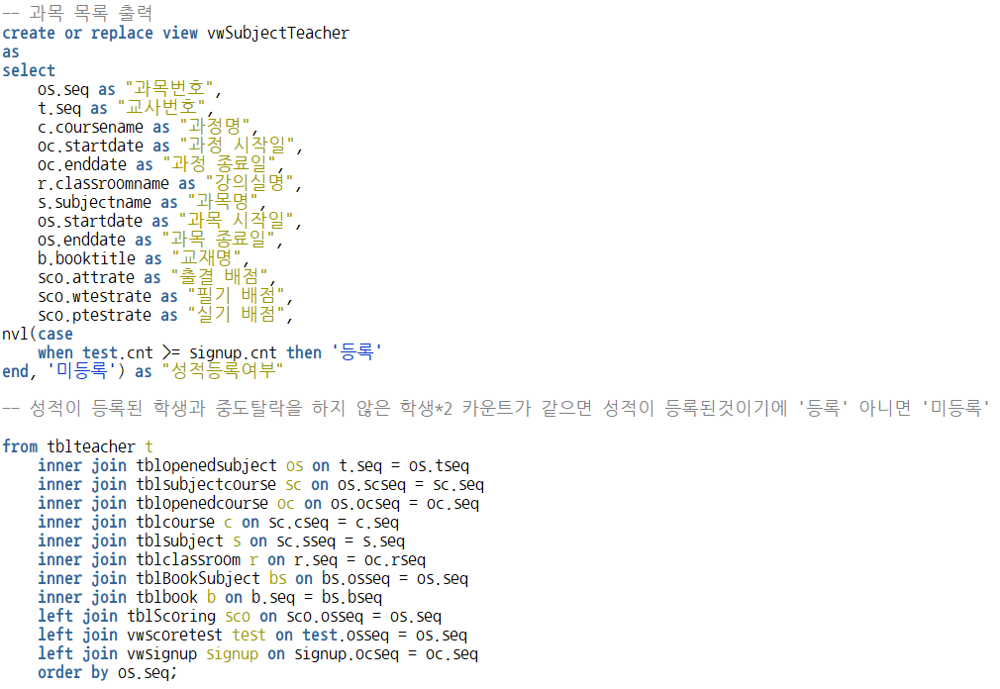 -- 과목 목록 출력
create or replace view vwSubjectTeacher
as
select
os.seq as "과목번호",
t.seq as "교사번호",
c.coursename as "과정명",
oc.startdate as "과정 시작일",
oc.enddate as "과정 종료일",
r.classroomname as "강의실명",
s.subjectname as "과목명",
os.startdate as "과목 시작일",
os.enddate as "과목 종료일",
b.booktitle as "교재명",
sco.attrate as "출결 배점",
sco.wtestrate as "필기 배점",
sco.ptestrate as "실기 배점",
nvl(case
when test.cnt >= signup.cnt then '등록'
end, '미등록') as "성적등록여부"
-- 성적이 등록된 학생과 중도탈락을 하지 않은 학생*2 카운트가 같으면 성적이 등록된것이기에 '등록' 아니면 '미등록'
from tblteacher t
inner join tblopenedsubject os on t.seq = os.tseq
inner join tblsubjectcourse sc on os.scseq = sc.seq
inner join tblopenedcourse oc on os.ocseq = oc.seq
inner join tblcourse c on sc.cseq = c.seq
inner join tblsubject s on sc.sseq = s.seq
inner join tblclassroom r on r.seq = oc.rseq
inner join tblBookSubject bs on bs.osseq = os.seq
inner join tblbook b on b.seq = bs.bseq
left join tblScoring sco on sco.osseq = os.seq
left join vwscoretest test on test.osseq = os.seq
left join vwsignup signup on signup.ocseq = oc.seq
order by os.seq;